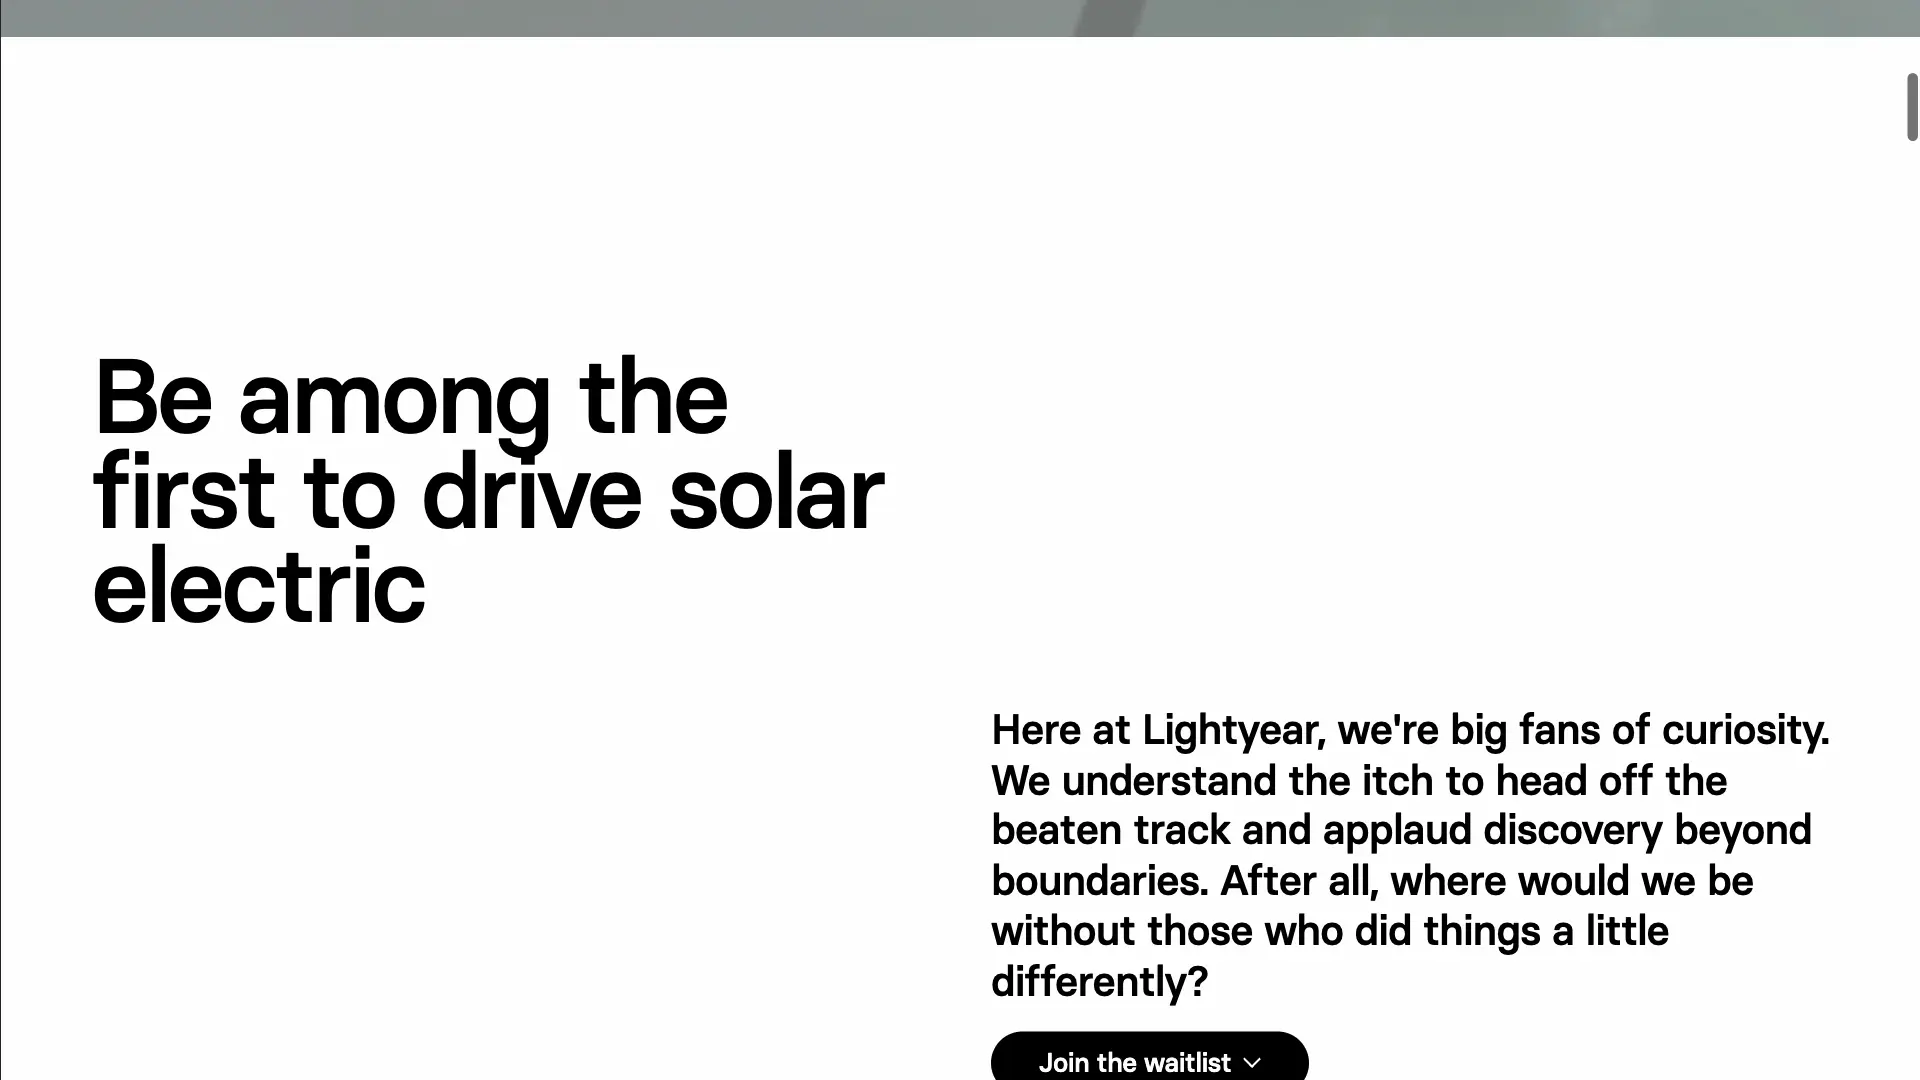 Be among the
first to drive solar
electric
Here at Lightyear, we're big fans of curiosity.
We understand the itch to head off the
beaten track and applaud discovery beyond
boundaries. After all, where would we be
without those who did things a little
differently?
Join the waitlist